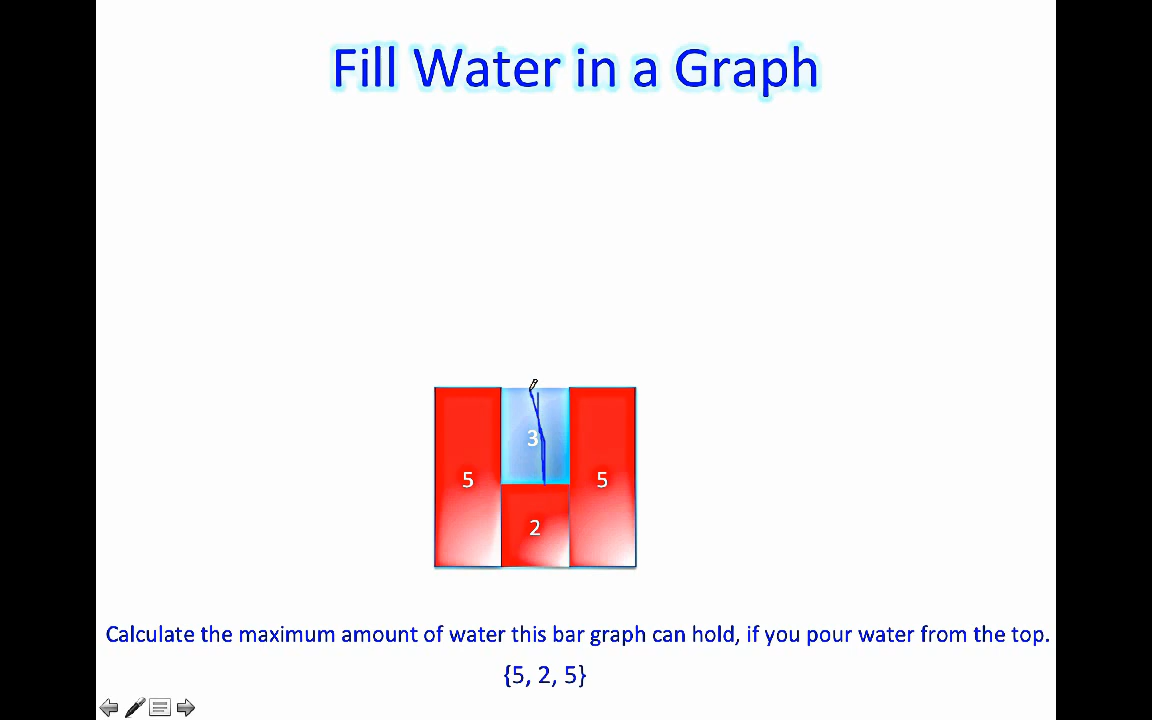 Fill Water in a Graph
3
5 5
2
Calculate the maximum amount of water this bar graph can hold, if you pour water from the top.
{5, 2, 5}